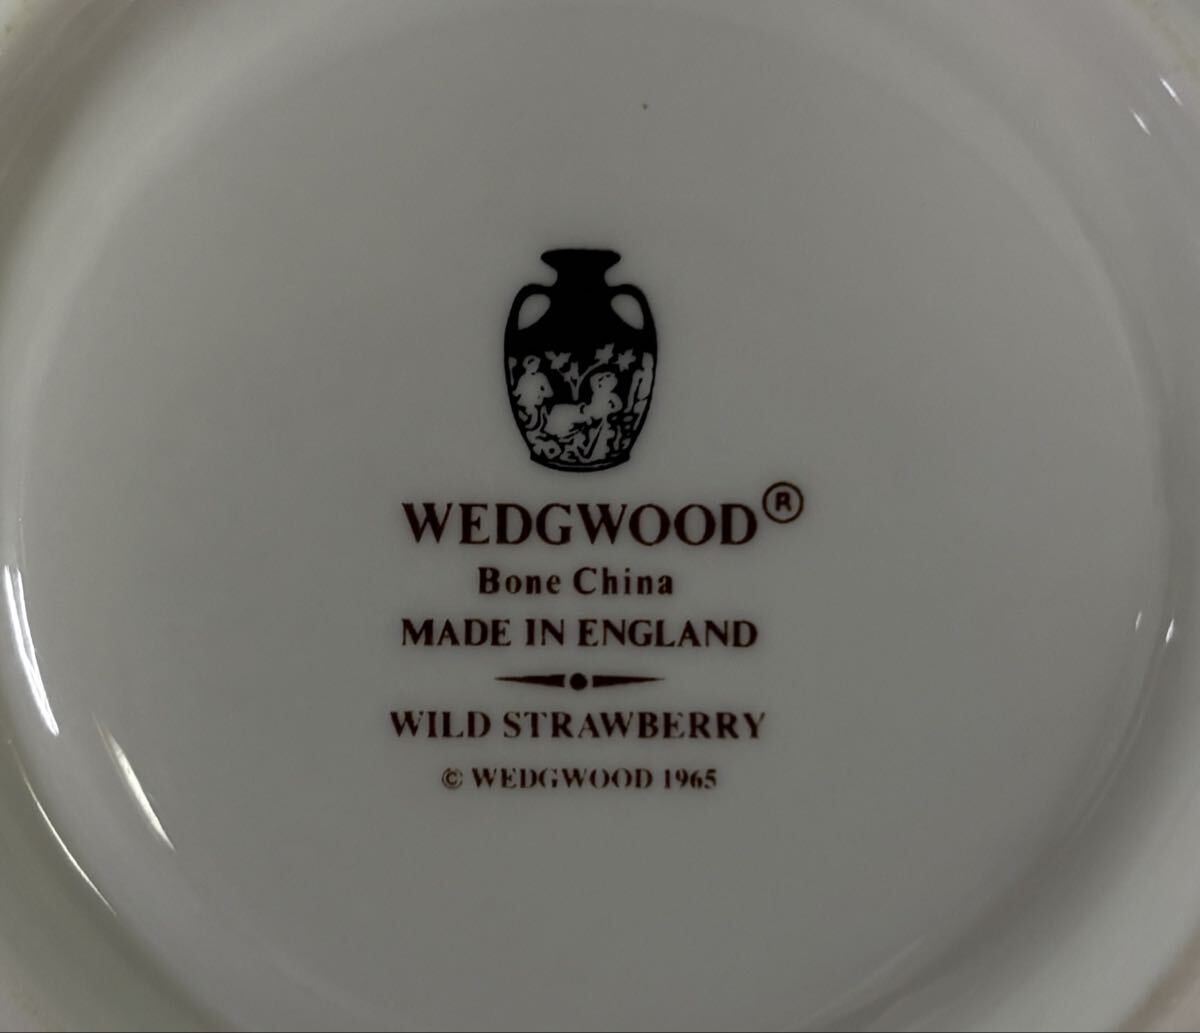 WEDGWOOD®
Bone China
MADE IN ENGLAND
WILD STRAWBERRY
© WEDGWOOD 1965